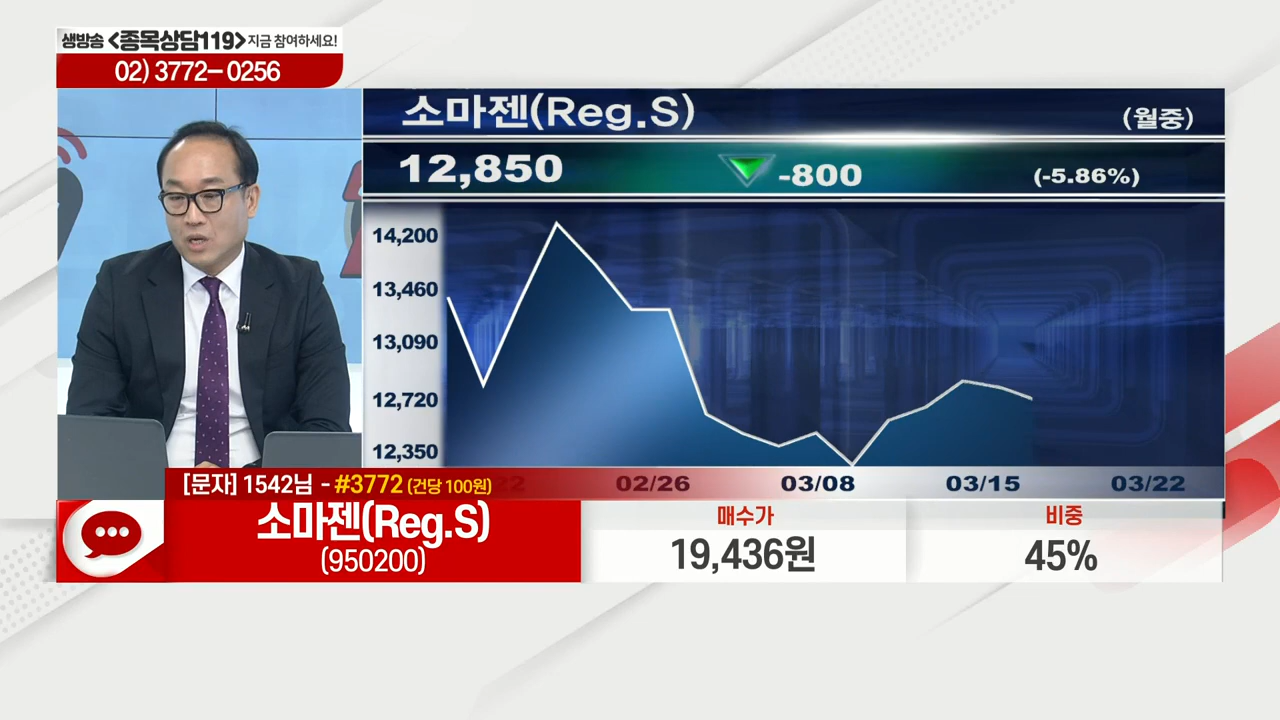 생방송 <종목상담119> 지금 참여하세요!
02) 3772-0256
소마젠(Reg.S)
(월중)
12,850
-800
(-5.86%)
14,200
13,460
13,090
12,720
12,350
02/26
03/08
03/15
03/22
[문자] 1542님 - #3772 (건당 100원)
소마젠(Reg.S)
(950200)
매수가
19,436원
비중
45%